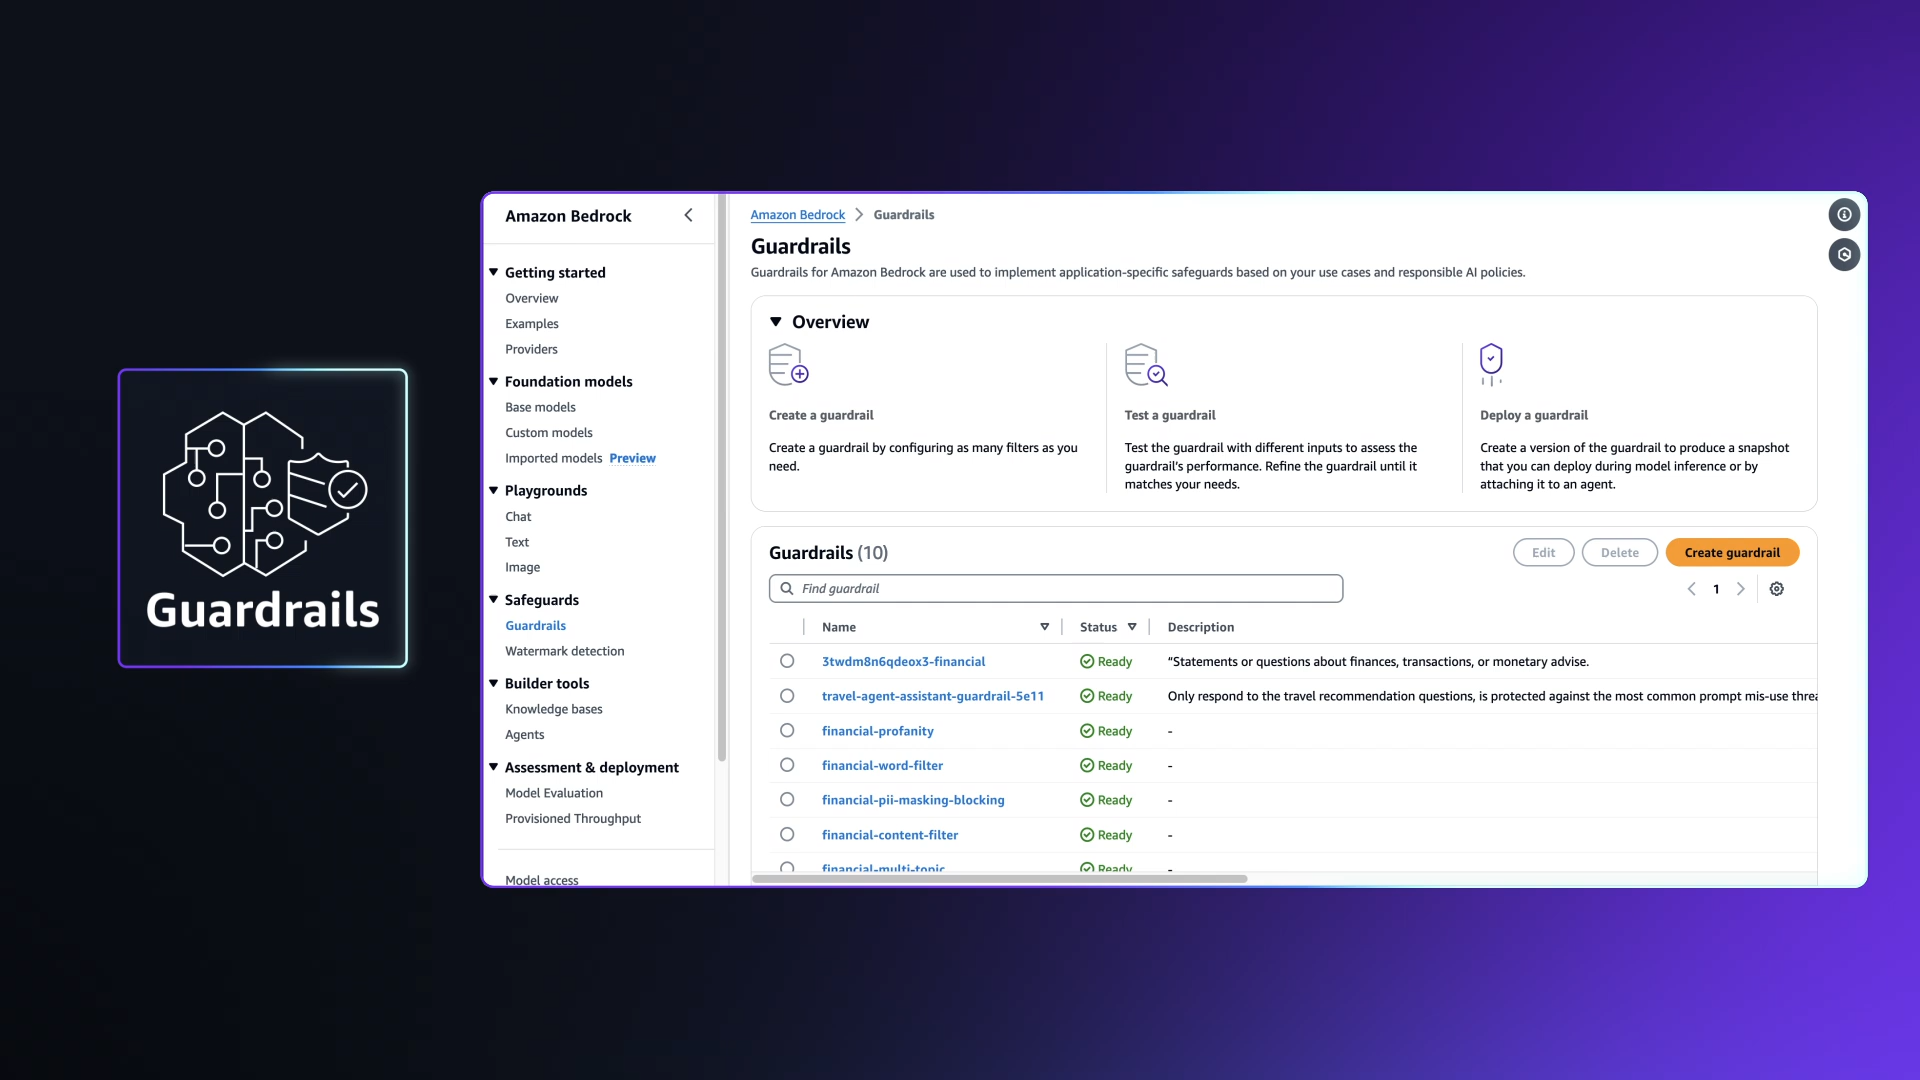 Guardrails
Amazon Bedrock
Getting started
Overview
Examples
Providers
Foundation models
Base models
Custom models
Imported models Preview
Playgrounds
Chat
Text
Image
Safeguards
Guardrails
Watermark detection
Builder tools
Knowledge bases
Agents
Assessment & deployment
Model Evaluation
Provisioned Throughput
Model access
Amazon Bedrock > Guardrails
Guardrails
Guardrails for Amazon Bedrock are used to implement application-specific safeguards based on your use cases and responsible AI policies.
Overview
Create a guardrail
Create a guardrail by configuring as many filters as you
need.
Test a guardrail
Test the guardrail with different inputs to assess the
guardrail's performance. Refine the guardrail until it
matches your needs.
Deploy a guardrail
Create a version of the guardrail to produce a snapshot
that you can deploy during model inference or by
attaching it to an agent.
Guardrails (10)
Edit Delete Create guardrail
Find guardrail
1
Name Status Description
3twdm8n6qdeox3-financial Ready “Statements or questions about finances, transactions, or monetary advise.
travel-agent-assistant-guardrail-5e11 Ready Only respond to the travel recommendation questions, is protected against the most common prompt mis-use threa
financial-profanity Ready -
financial-word-filter Ready -
financial-pii-masking-blocking Ready -
financial-content-filter Ready -
financial-multi-topic Ready -